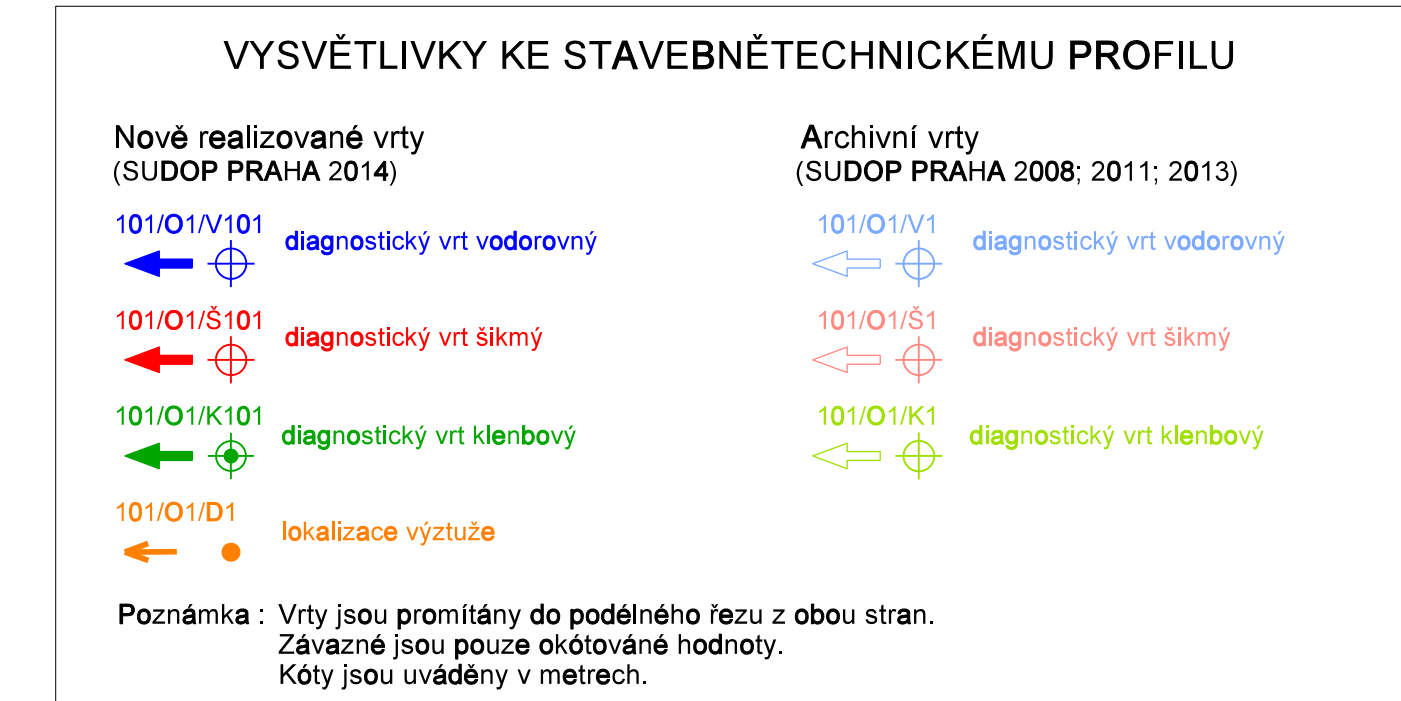 VYSVĚTLIVKY KE STAVEBNĚTECHNICKÉMU PROFILU
Nově realizované vrty
(SUDOP PRAHA 2014)
101/O1/V101
diagnostický vrt vodorovný
101/O1/Š101
diagnostický vrt šikmý
101/O1/K101
diagnostický vrt klenbový
101/O1/D1
lokalizace výztuže
Archivní vrty
(SUDOP PRAHA 2008; 2011; 2013)
101/O1/V1
diagnostický vrt vodorovný
101/O1/Š1
diagnostický vrt šikmý
101/O1/K1
diagnostický vrt klenbový
Poznámka : Vrty jsou promítány do podélného řezu z obou stran.
Závazné jsou pouze okótováné hodnoty.
Kóty jsou uváděny v metrech.